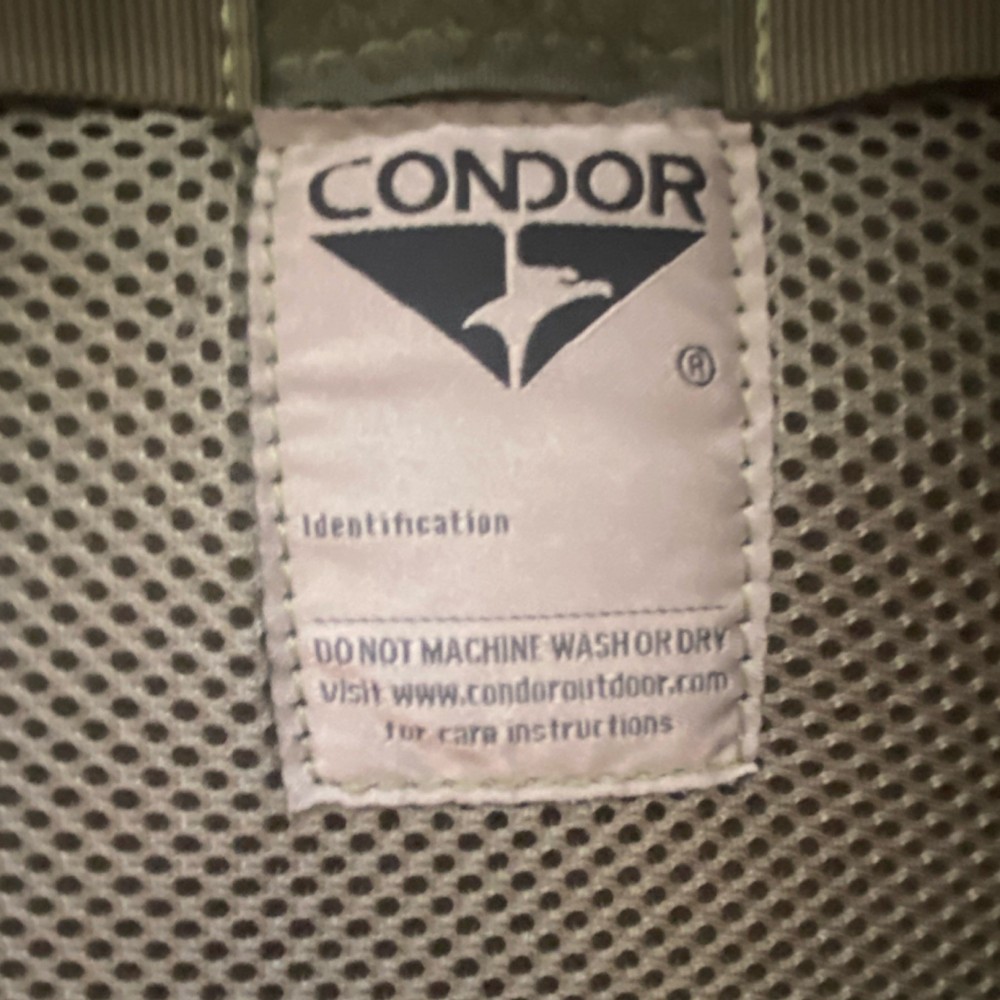 CONDOR
®
Identification
DO NOT MACHINE WASH OR DRY
Visit www.condoroutdoor.com
for care instructions